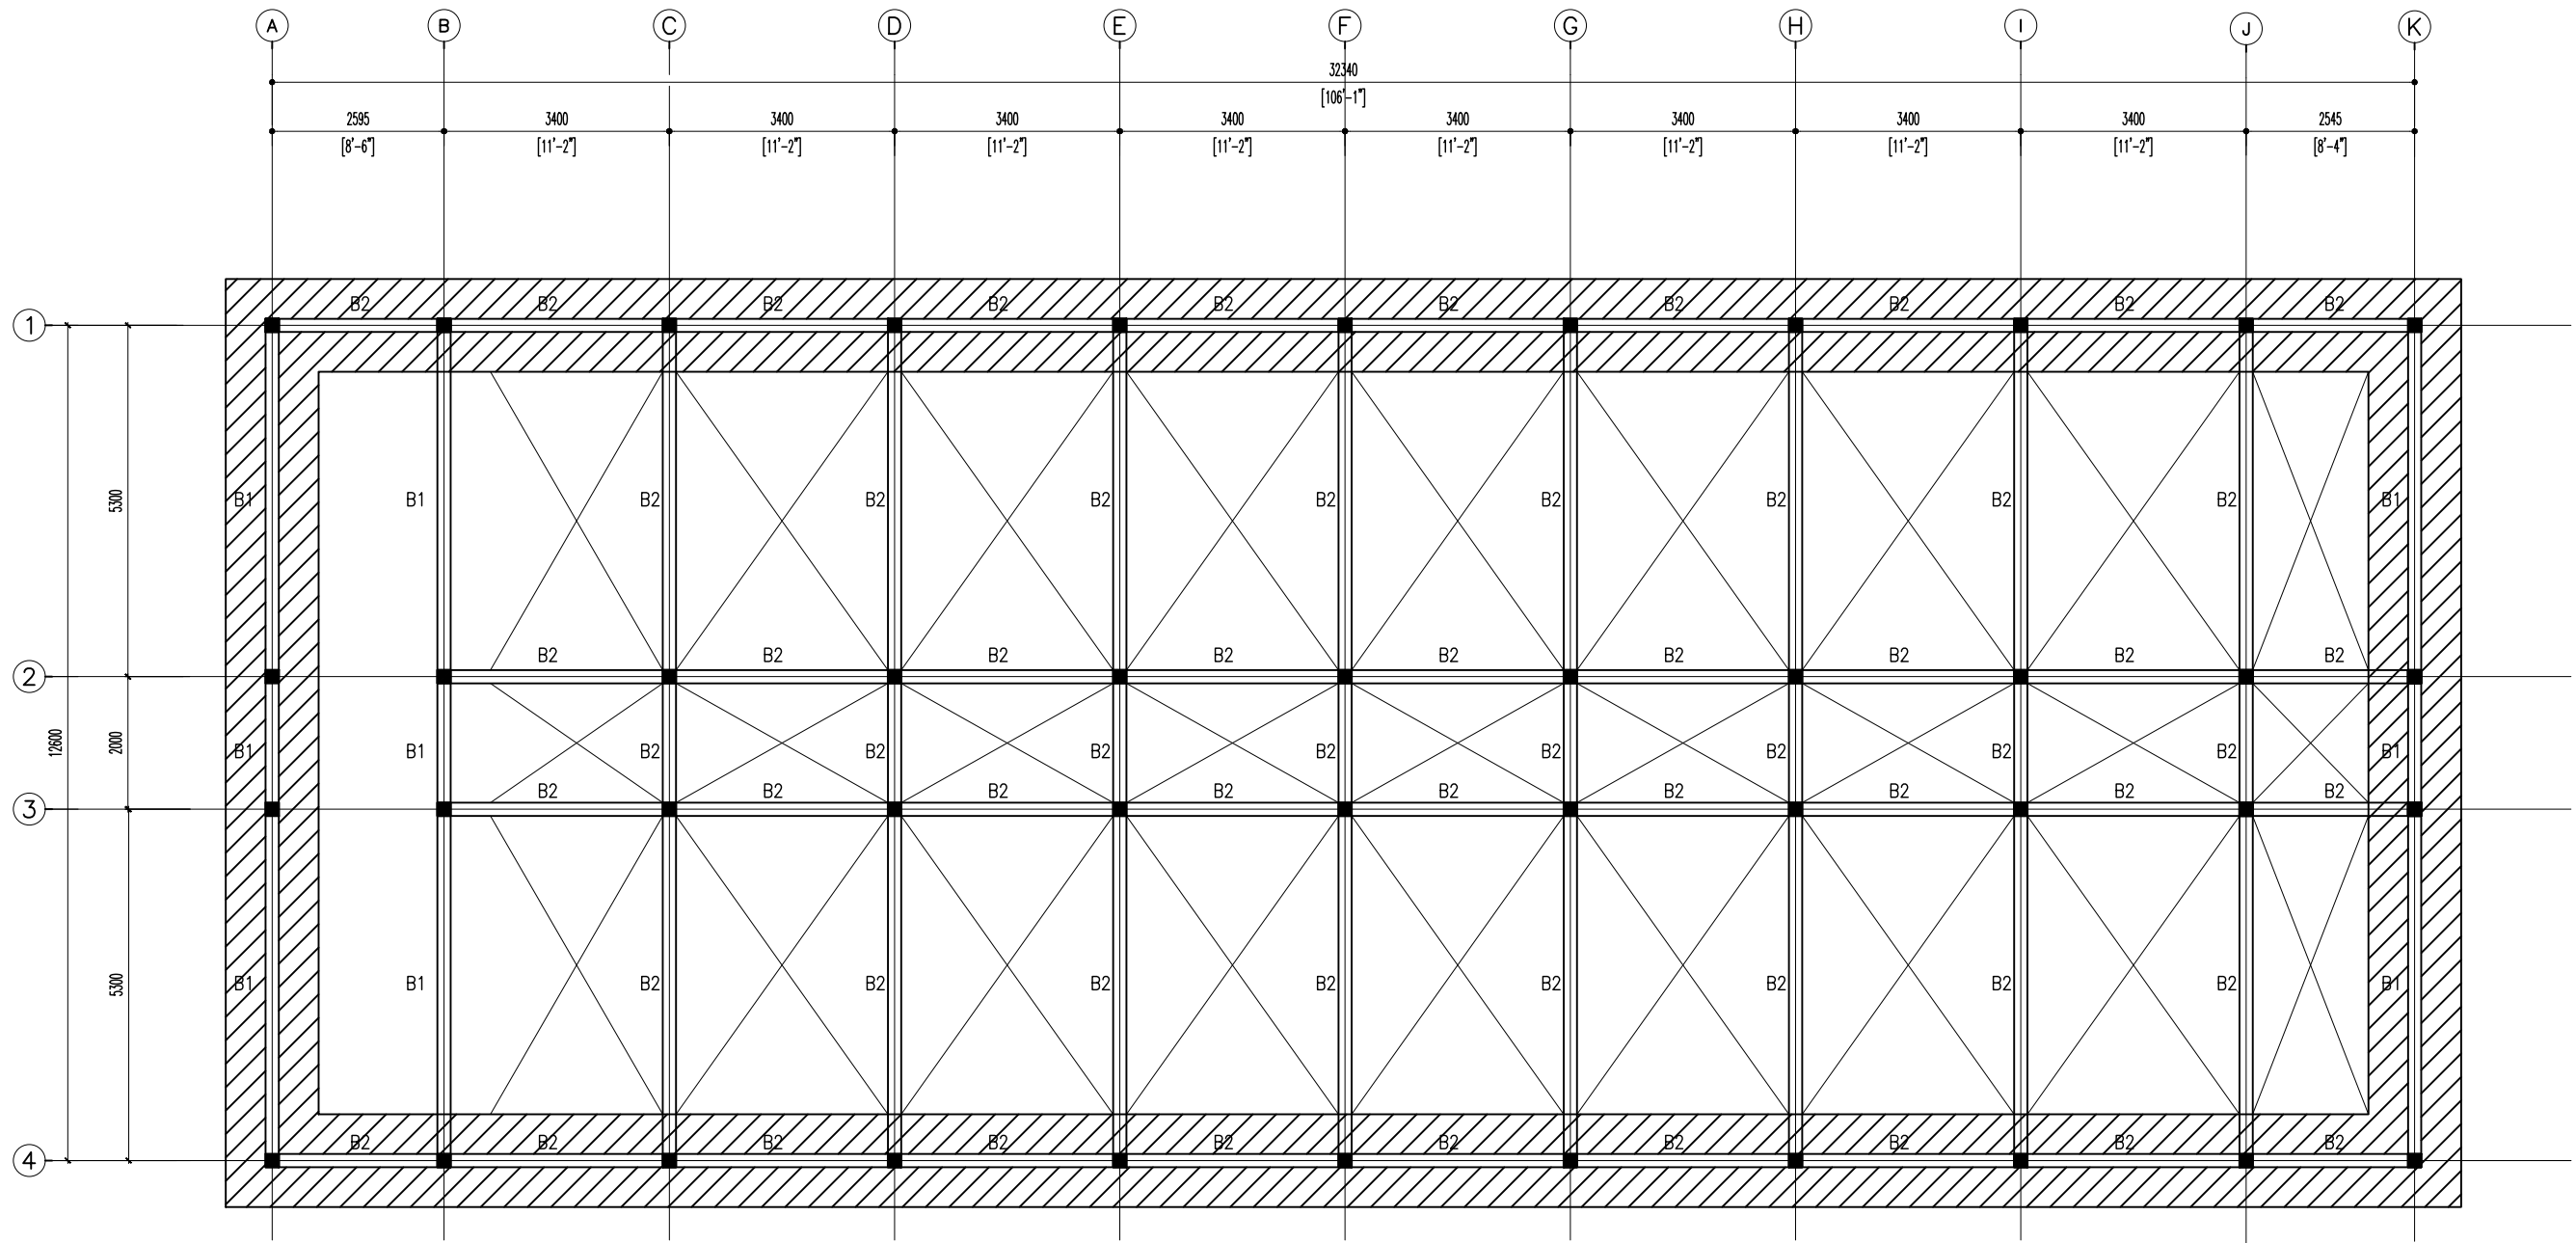 A B C D E F G H I J K
32340
[106'-1"]
2595 3400 3400 3400 3400 3400 3400 3400 3400 2545
[8'-6"] [11'-2"] [11'-2"] [11'-2"] [11'-2"] [11'-2"] [11'-2"] [11'-2"] [11'-2"] [8'-4"]
B2 B2 B2 B2 B2 B2 B2 B2 B2 B2
1
5300 B1 B1 B2 B2 B2 B2 B2 B2 B2 B2 B1
B2 B2 B2 B2 B2 B2 B2 B2 B2
2
12600 2000 B1 B1 B2 B2 B2 B2 B2 B2 B2 B2 B1
B2 B2 B2 B2 B2 B2 B2 B2 B2
3
5300 B1 B1 B2 B2 B2 B2 B2 B2 B2 B2 B1
B2 B2 B2 B2 B2 B2 B2 B2 B2 B2
4